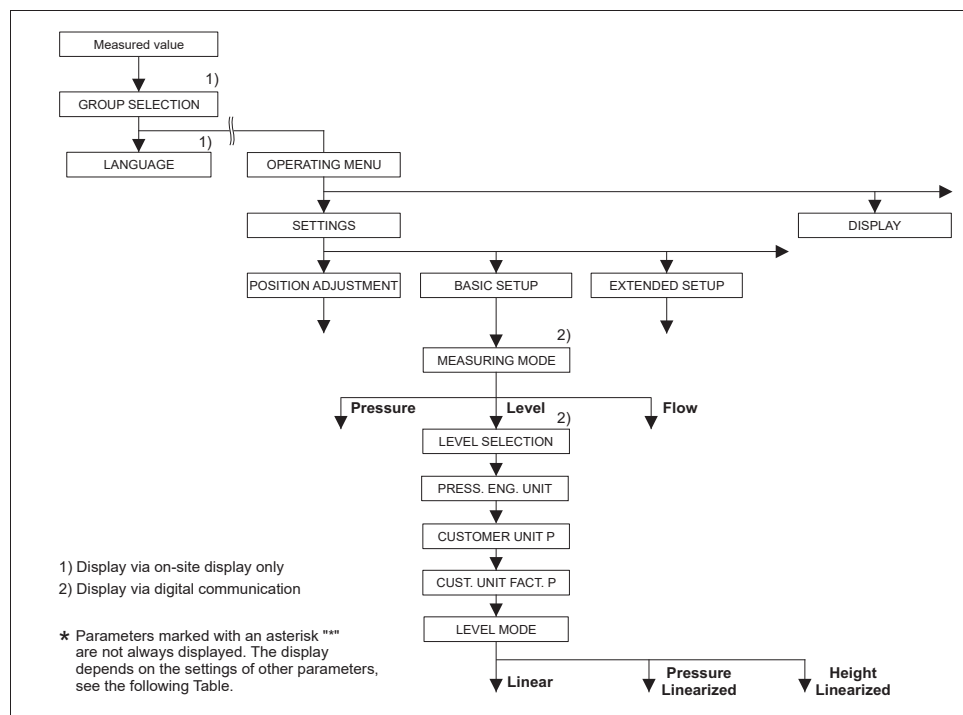 Measured value
1)
GROUP SELECTION
1)
LANGUAGE
OPERATING MENU
SETTINGS
DISPLAY
POSITION ADJUSTMENT
BASIC SETUP
EXTENDED SETUP
2)
MEASURING MODE
Pressure
Level
Flow
2)
LEVEL SELECTION
PRESS. ENG. UNIT
CUSTOMER UNIT P
CUST. UNIT FACT. P
LEVEL MODE
Linear
Pressure
Linearized
Height
Linearized
1) Display via on-site display only
2) Display via digital communication
* Parameters marked with an asterisk "*"
are not always displayed. The display
depends on the settings of other parameters,
see the following Table.